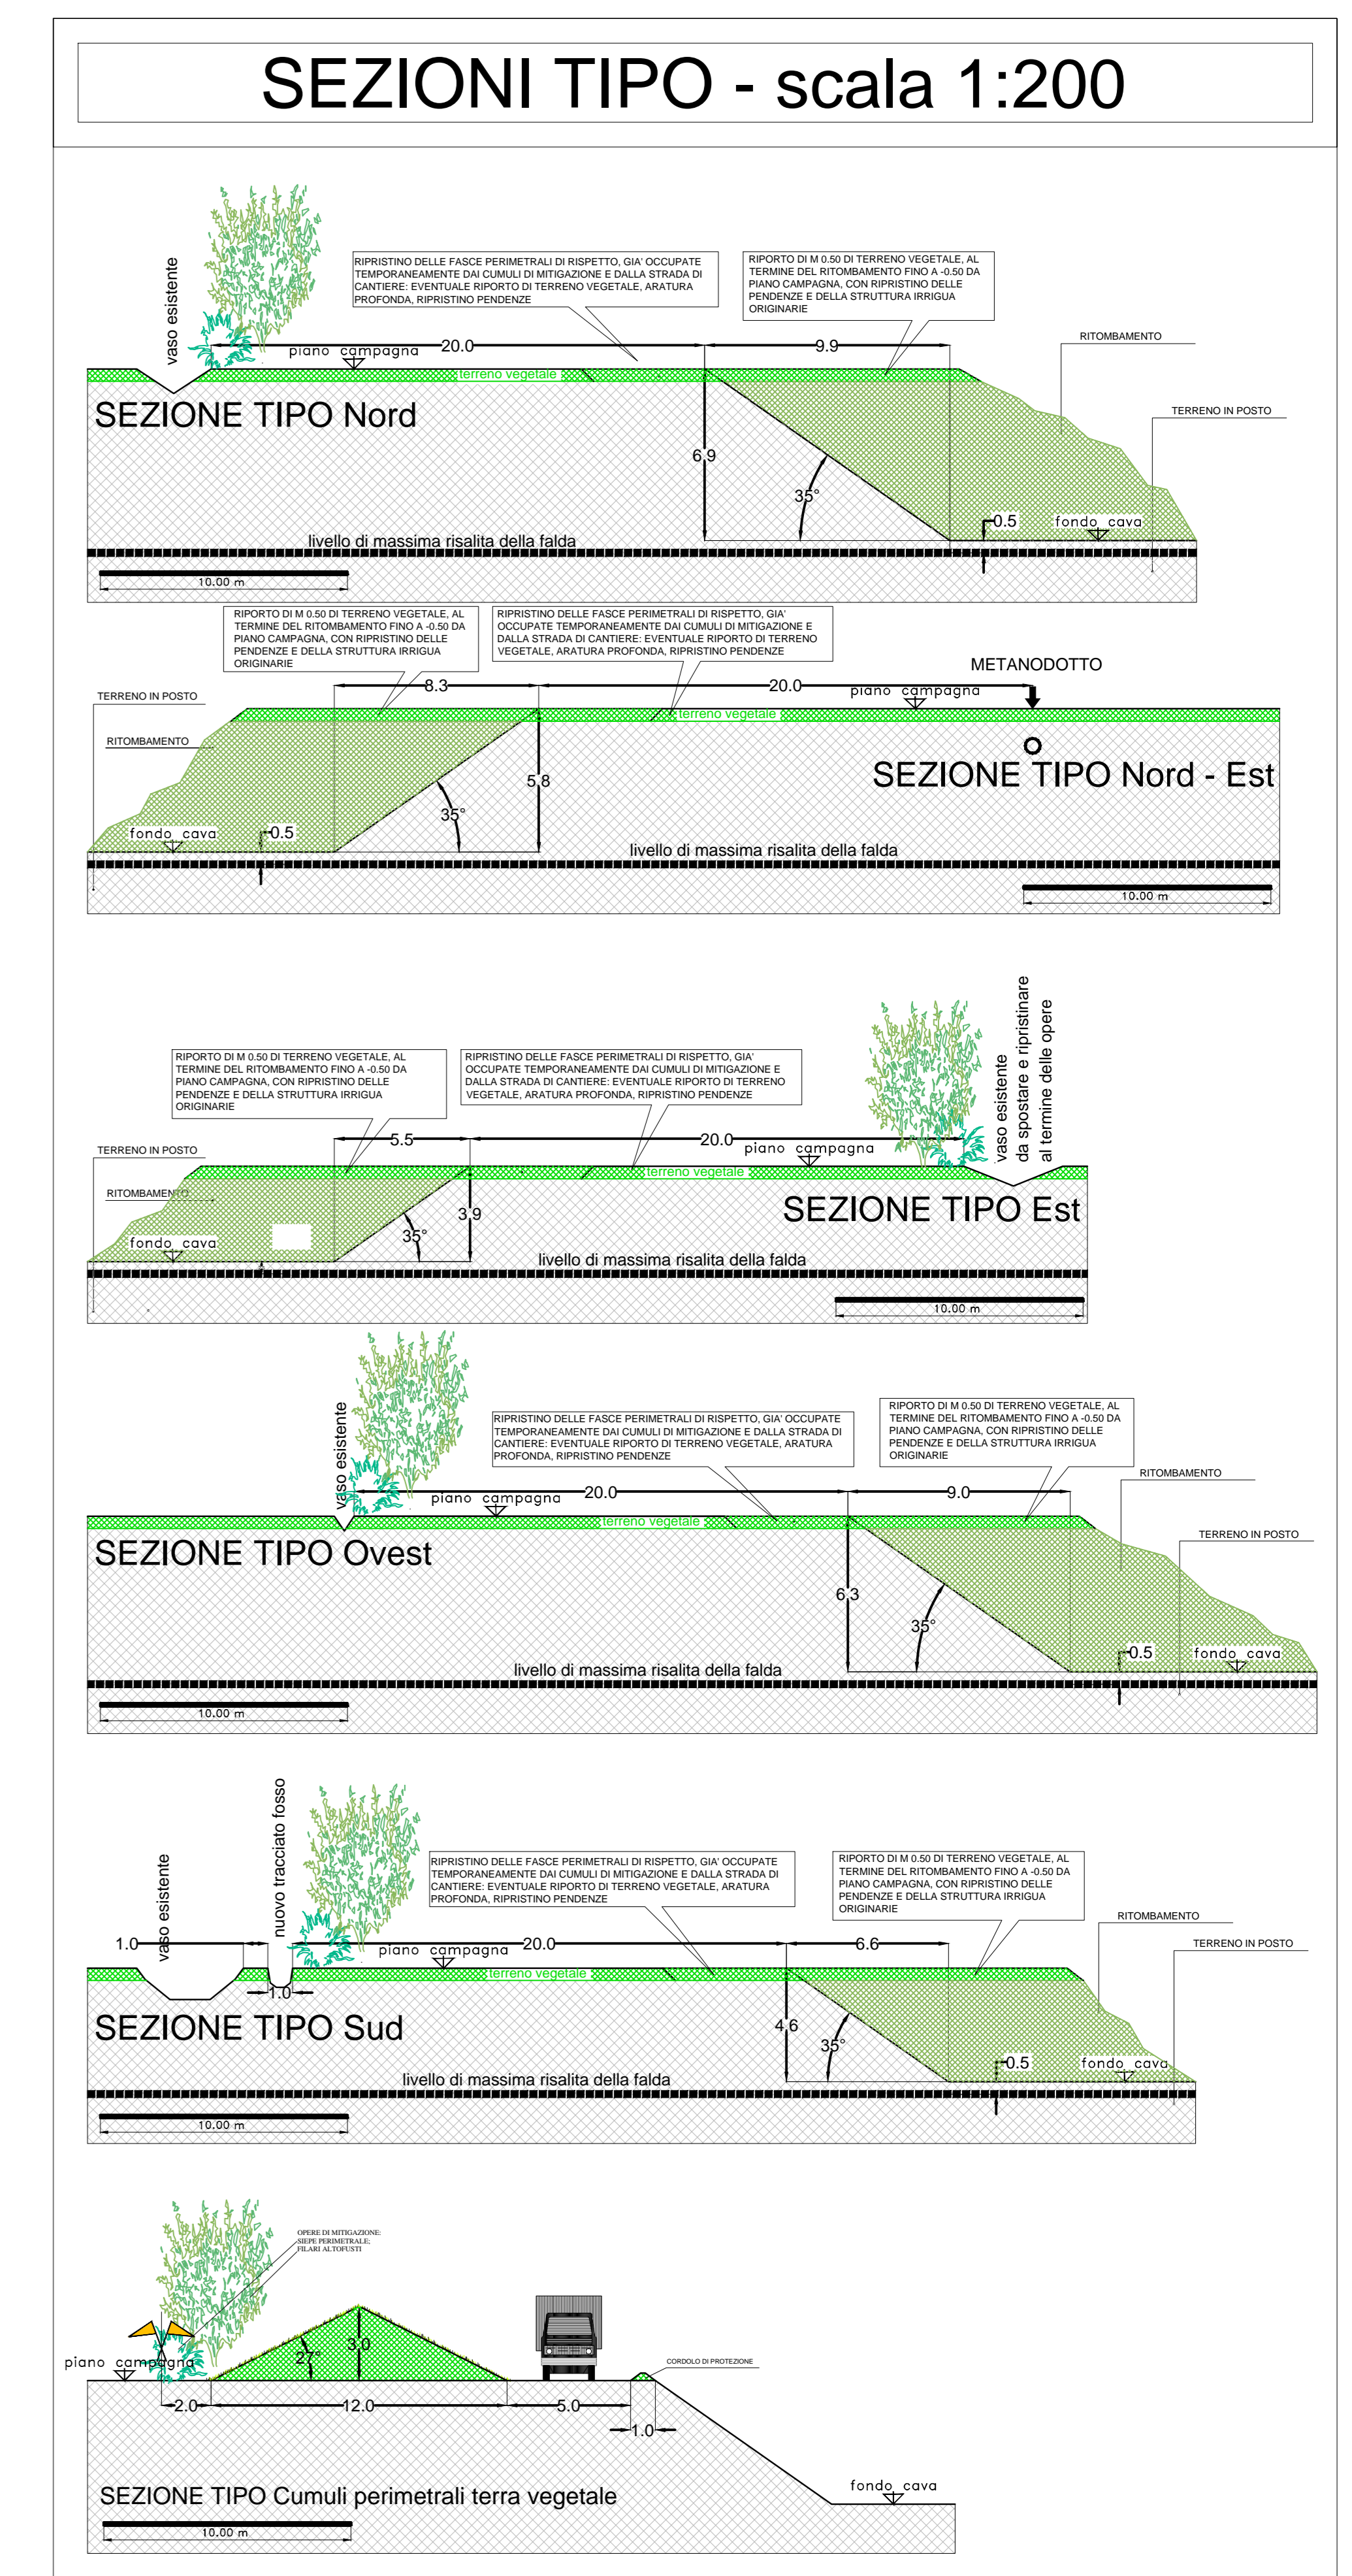 SEZIONI TIPO - scala 1:200
vaso esistente
RIPRISTINO DELLE FASCE PERIMETRALI DI RISPETTO, GIA' OCCUPATE
TEMPORANEAMENTE DAI CUMULI DI MITIGAZIONE E DALLA STRADA DI
CANTIERE: EVENTUALE RIPORTO DI TERRENO VEGETALE, ARATURA
PROFONDA, RIPRISTINO PENDENZE
RIPORTO DI M 0.50 DI TERRENO VEGETALE, AL
TERMINE DEL RITOMBAMENTO FINO A -0.50 DA
PIANO CAMPAGNA, CON RIPRISTINO DELLE
PENDENZE E DELLA STRUTTURA IRRIGUA
ORIGINARIE
RITOMBAMENTO
piano campagna
20.0
9.9
terreno vegetale
TERRENO IN POSTO
SEZIONE TIPO Nord
6.9
35°
0.5
fondo cava
livello di massima risalita della falda
10.00 m
RIPORTO DI M 0.50 DI TERRENO VEGETALE, AL
TERMINE DEL RITOMBAMENTO FINO A -0.50 DA
PIANO CAMPAGNA, CON RIPRISTINO DELLE
PENDENZE E DELLA STRUTTURA IRRIGUA
ORIGINARIE
RIPRISTINO DELLE FASCE PERIMETRALI DI RISPETTO, GIA'
OCCUPATE TEMPORANEAMENTE DAI CUMULI DI MITIGAZIONE E
DALLA STRADA DI CANTIERE: EVENTUALE RIPORTO DI TERRENO
VEGETALE, ARATURA PROFONDA, RIPRISTINO PENDENZE
METANODOTTO
TERRENO IN POSTO
8.3
20.0
piano campagna
terreno vegetale
RITOMBAMENTO
SEZIONE TIPO Nord - Est
5.8
35°
fondo cava
0.5
livello di massima risalita della falda
10.00 m
vaso esistente
da spostare e ripristinare
al termine delle opere
RIPORTO DI M 0.50 DI TERRENO VEGETALE, AL
TERMINE DEL RITOMBAMENTO FINO A -0.50 DA
PIANO CAMPAGNA, CON RIPRISTINO DELLE
PENDENZE E DELLA STRUTTURA IRRIGUA
ORIGINARIE
RIPRISTINO DELLE FASCE PERIMETRALI DI RISPETTO, GIA'
OCCUPATE TEMPORANEAMENTE DAI CUMULI DI MITIGAZIONE E
DALLA STRADA DI CANTIERE: EVENTUALE RIPORTO DI TERRENO
VEGETALE, ARATURA PROFONDA, RIPRISTINO PENDENZE
TERRENO IN POSTO
5.5
20.0
piano campagna
terreno vegetale
RITOMBAMENTO
SEZIONE TIPO Est
3.9
35°
fondo cava
livello di massima risalita della falda
10.00 m
vaso esistente
RIPRISTINO DELLE FASCE PERIMETRALI DI RISPETTO, GIA' OCCUPATE
TEMPORANEAMENTE DAI CUMULI DI MITIGAZIONE E DALLA STRADA DI
CANTIERE: EVENTUALE RIPORTO DI TERRENO VEGETALE, ARATURA
PROFONDA, RIPRISTINO PENDENZE
RIPORTO DI M 0.50 DI TERRENO VEGETALE, AL
TERMINE DEL RITOMBAMENTO FINO A -0.50 DA
PIANO CAMPAGNA, CON RIPRISTINO DELLE
PENDENZE E DELLA STRUTTURA IRRIGUA
ORIGINARIE
RITOMBAMENTO
piano campagna
20.0
9.0
terreno vegetale
TERRENO IN POSTO
SEZIONE TIPO Ovest
6.3
35°
0.5
fondo cava
livello di massima risalita della falda
10.00 m
vaso esistente
nuovo tracciato fosso
RIPRISTINO DELLE FASCE PERIMETRALI DI RISPETTO, GIA' OCCUPATE
TEMPORANEAMENTE DAI CUMULI DI MITIGAZIONE E DALLA STRADA DI
CANTIERE: EVENTUALE RIPORTO DI TERRENO VEGETALE, ARATURA
PROFONDA, RIPRISTINO PENDENZE
RIPORTO DI M 0.50 DI TERRENO VEGETALE, AL
TERMINE DEL RITOMBAMENTO FINO A -0.50 DA
PIANO CAMPAGNA, CON RIPRISTINO DELLE
PENDENZE E DELLA STRUTTURA IRRIGUA
ORIGINARIE
RITOMBAMENTO
1.0
piano campagna
20.0
6.6
TERRENO IN POSTO
terreno vegetale
1.0
SEZIONE TIPO Sud
4.6
35°
0.5
fondo cava
livello di massima risalita della falda
10.00 m
OPERE DI MITIGAZIONE:
SIEPE PERIMETRALE;
FILARI ALTOFUSTI
piano campagna
27°
3.0
CORDOLO DI PROTEZIONE
2.0
12.0
5.0
1.0
fondo cava
SEZIONE TIPO Cumuli perimetrali terra vegetale
10.00 m